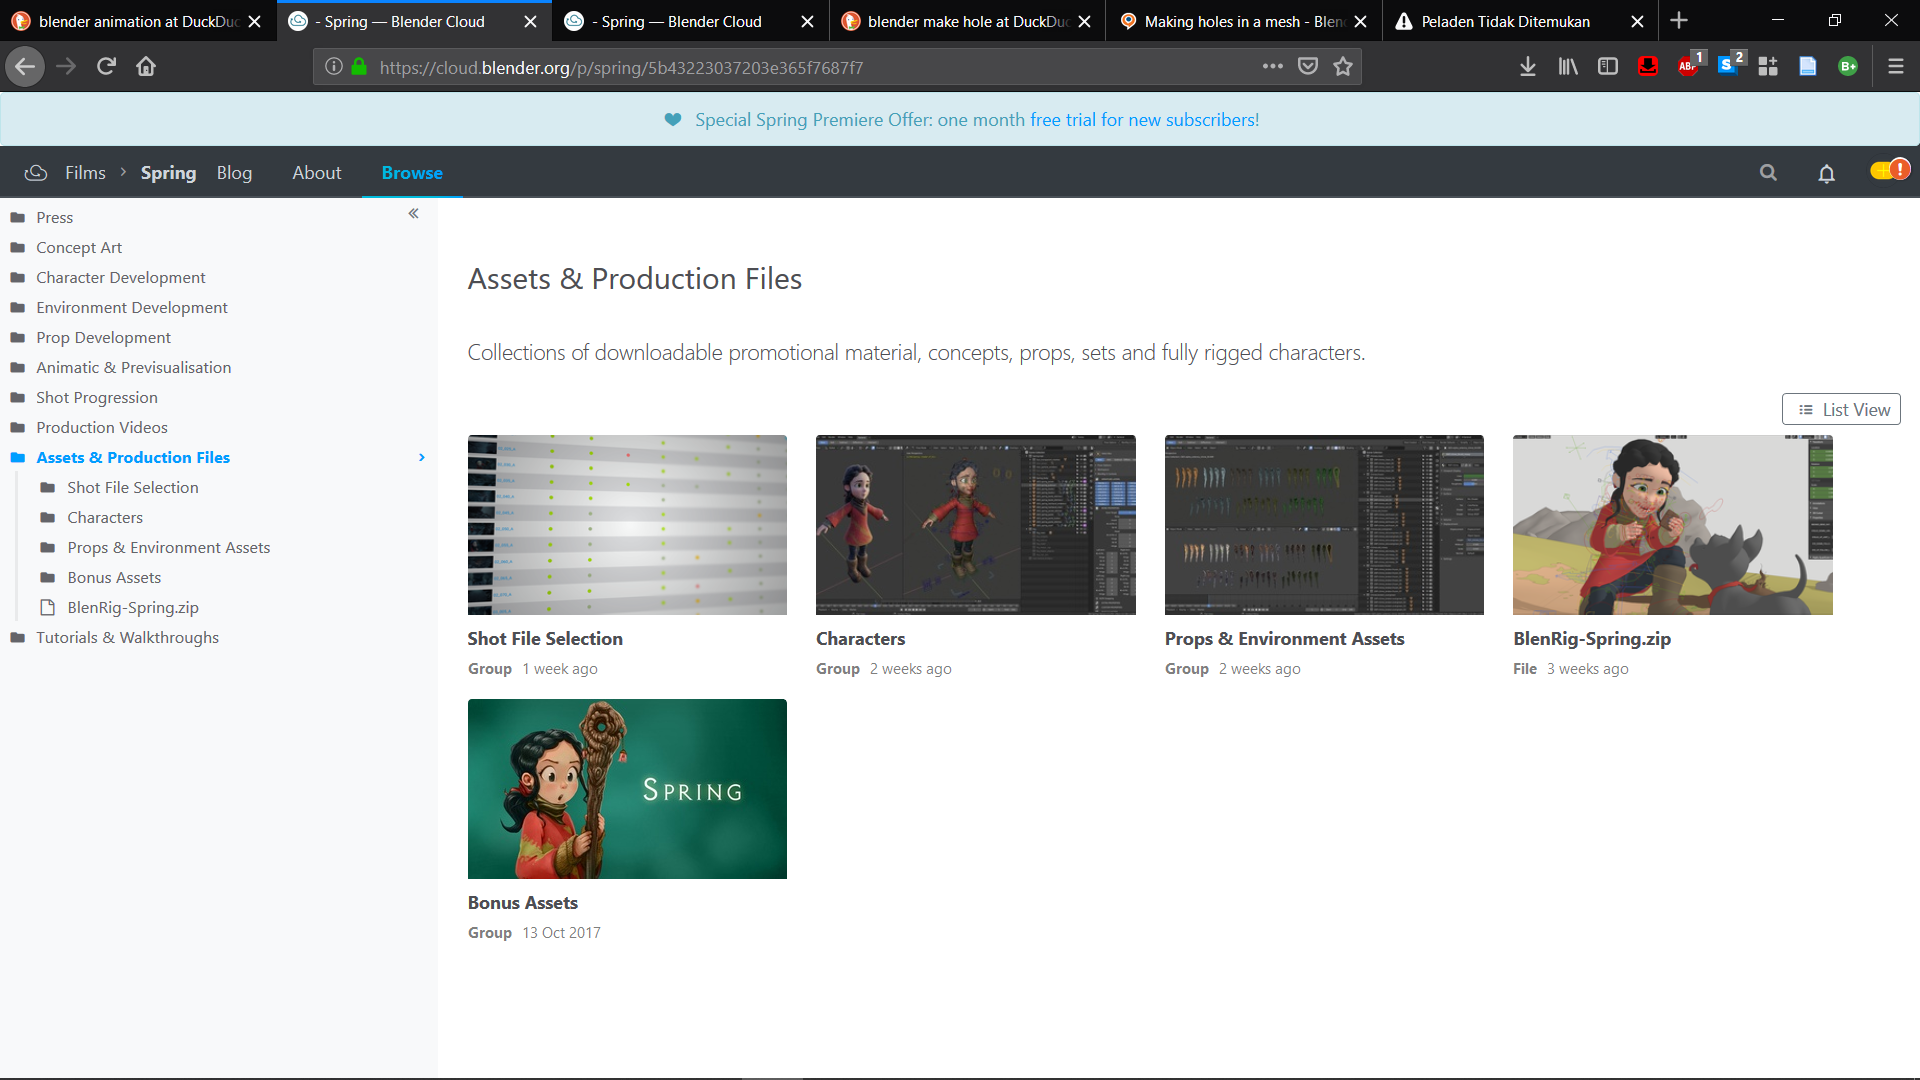 blender animation at DuckDuc
- Spring — Blender Cloud
- Spring — Blender Cloud
blender make hole at DuckDuc
Making holes in a mesh - Blen
Peladen Tidak Ditemukan
https://cloud.blender.org/p/spring/5b43223037203e365f7687f7
ABP 1
S 2
B+
Special Spring Premiere Offer: one month free trial for new subscribers!
Films › Spring Blog About Browse
Press
Concept Art
Character Development
Environment Development
Prop Development
Animatic & Previsualisation
Shot Progression
Production Videos
Assets & Production Files
Shot File Selection
Characters
Props & Environment Assets
Bonus Assets
BlenRig-Spring.zip
Tutorials & Walkthroughs
Assets & Production Files
Collections of downloadable promotional material, concepts, props, sets and fully rigged characters.
List View
Shot File Selection
Group 1 week ago
Characters
Group 2 weeks ago
Props & Environment Assets
Group 2 weeks ago
BlenRig-Spring.zip
File 3 weeks ago
SPRING
Bonus Assets
Group 13 Oct 2017